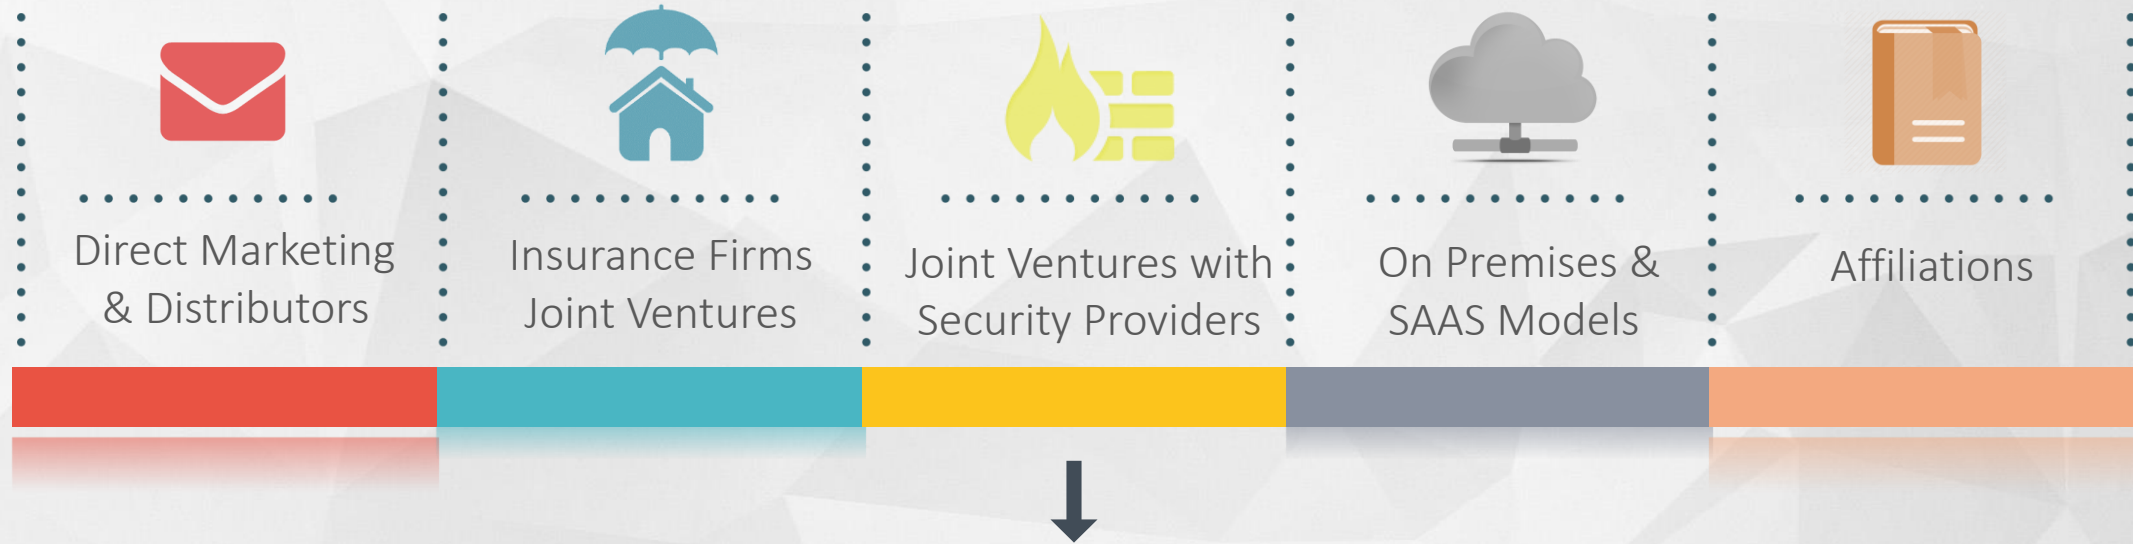 Direct Marketing
& Distributors
Insurance Firms
Joint Ventures
Joint Ventures with
Security Providers
On Premises &
SAAS Models
Affiliations